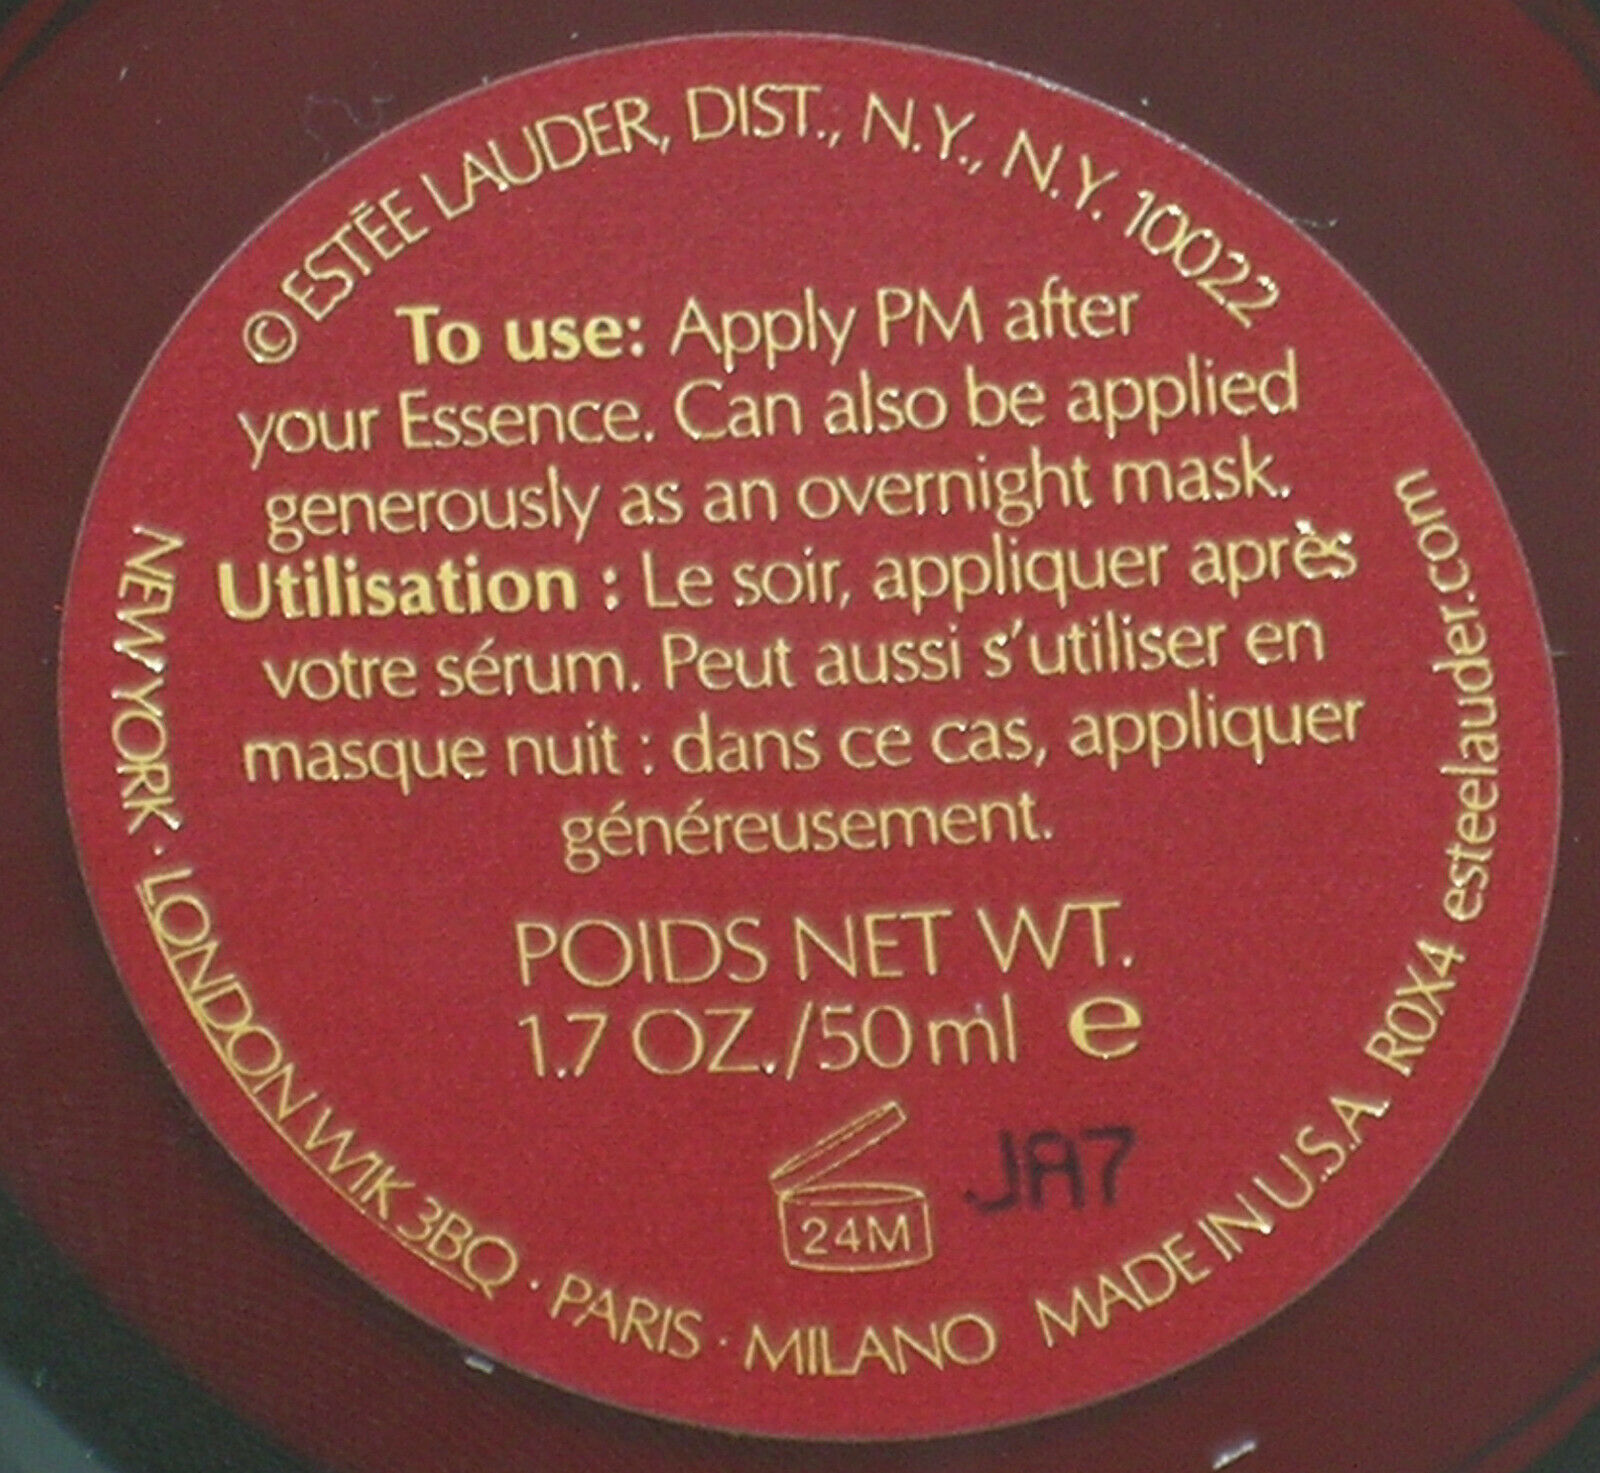 © ESTĒE LAUDER, DIST., N.Y., N.Y. 10022
To use: Apply PM after
your Essence. Can also be applied
generously as an overnight mask.
Utilisation : Le soir, appliquer après
votre sérum. Peut aussi s'utiliser en
masque nuit : dans ce cas, appliquer
généreusement.
POIDS NET WT.
1.7 OZ./50 ml e
24M
JA7
NEW YORK · LONDON W1K 3BQ · PARIS · MILANO MADE IN U.S.A. R0X4 esteelauder.com